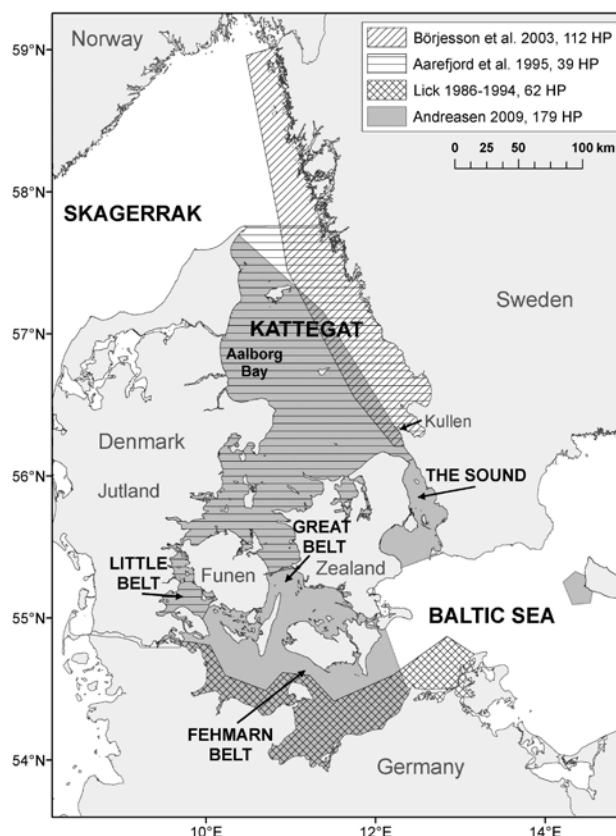 59°N
58°N
57°N
56°N
55°N
54°N
10°E
12°E
14°E
Norway
Börjesson et al. 2003, 112 HP
Aarefjord et al. 1995, 39 HP
Lick 1986-1994, 62 HP
Andreasen 2009, 179 HP
0 25 50 100 km
SKAGERRAK
Sweden
KATTEGAT
Aalborg
Bay
Kullen
Denmark
THE SOUND
Jutland
GREAT
BELT
LITTLE
BELT
Funen
Zealand
BALTIC SEA
FEHMARN
BELT
Germany